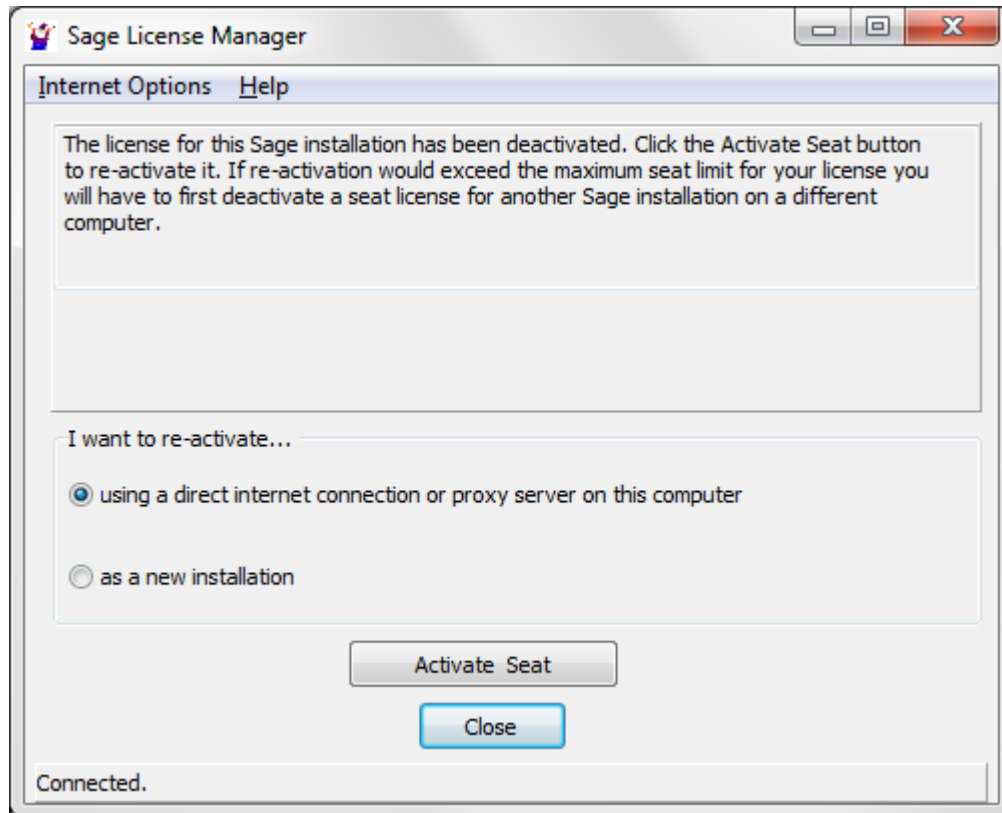 Sage License Manager
Internet Options Help
The license for this Sage installation has been deactivated. Click the Activate Seat button
to re-activate it. If re-activation would exceed the maximum seat limit for your license you
will have to first deactivate a seat license for another Sage installation on a different
computer.
I want to re-activate...
using a direct internet connection or proxy server on this computer
as a new installation
Activate Seat
Close
Connected.